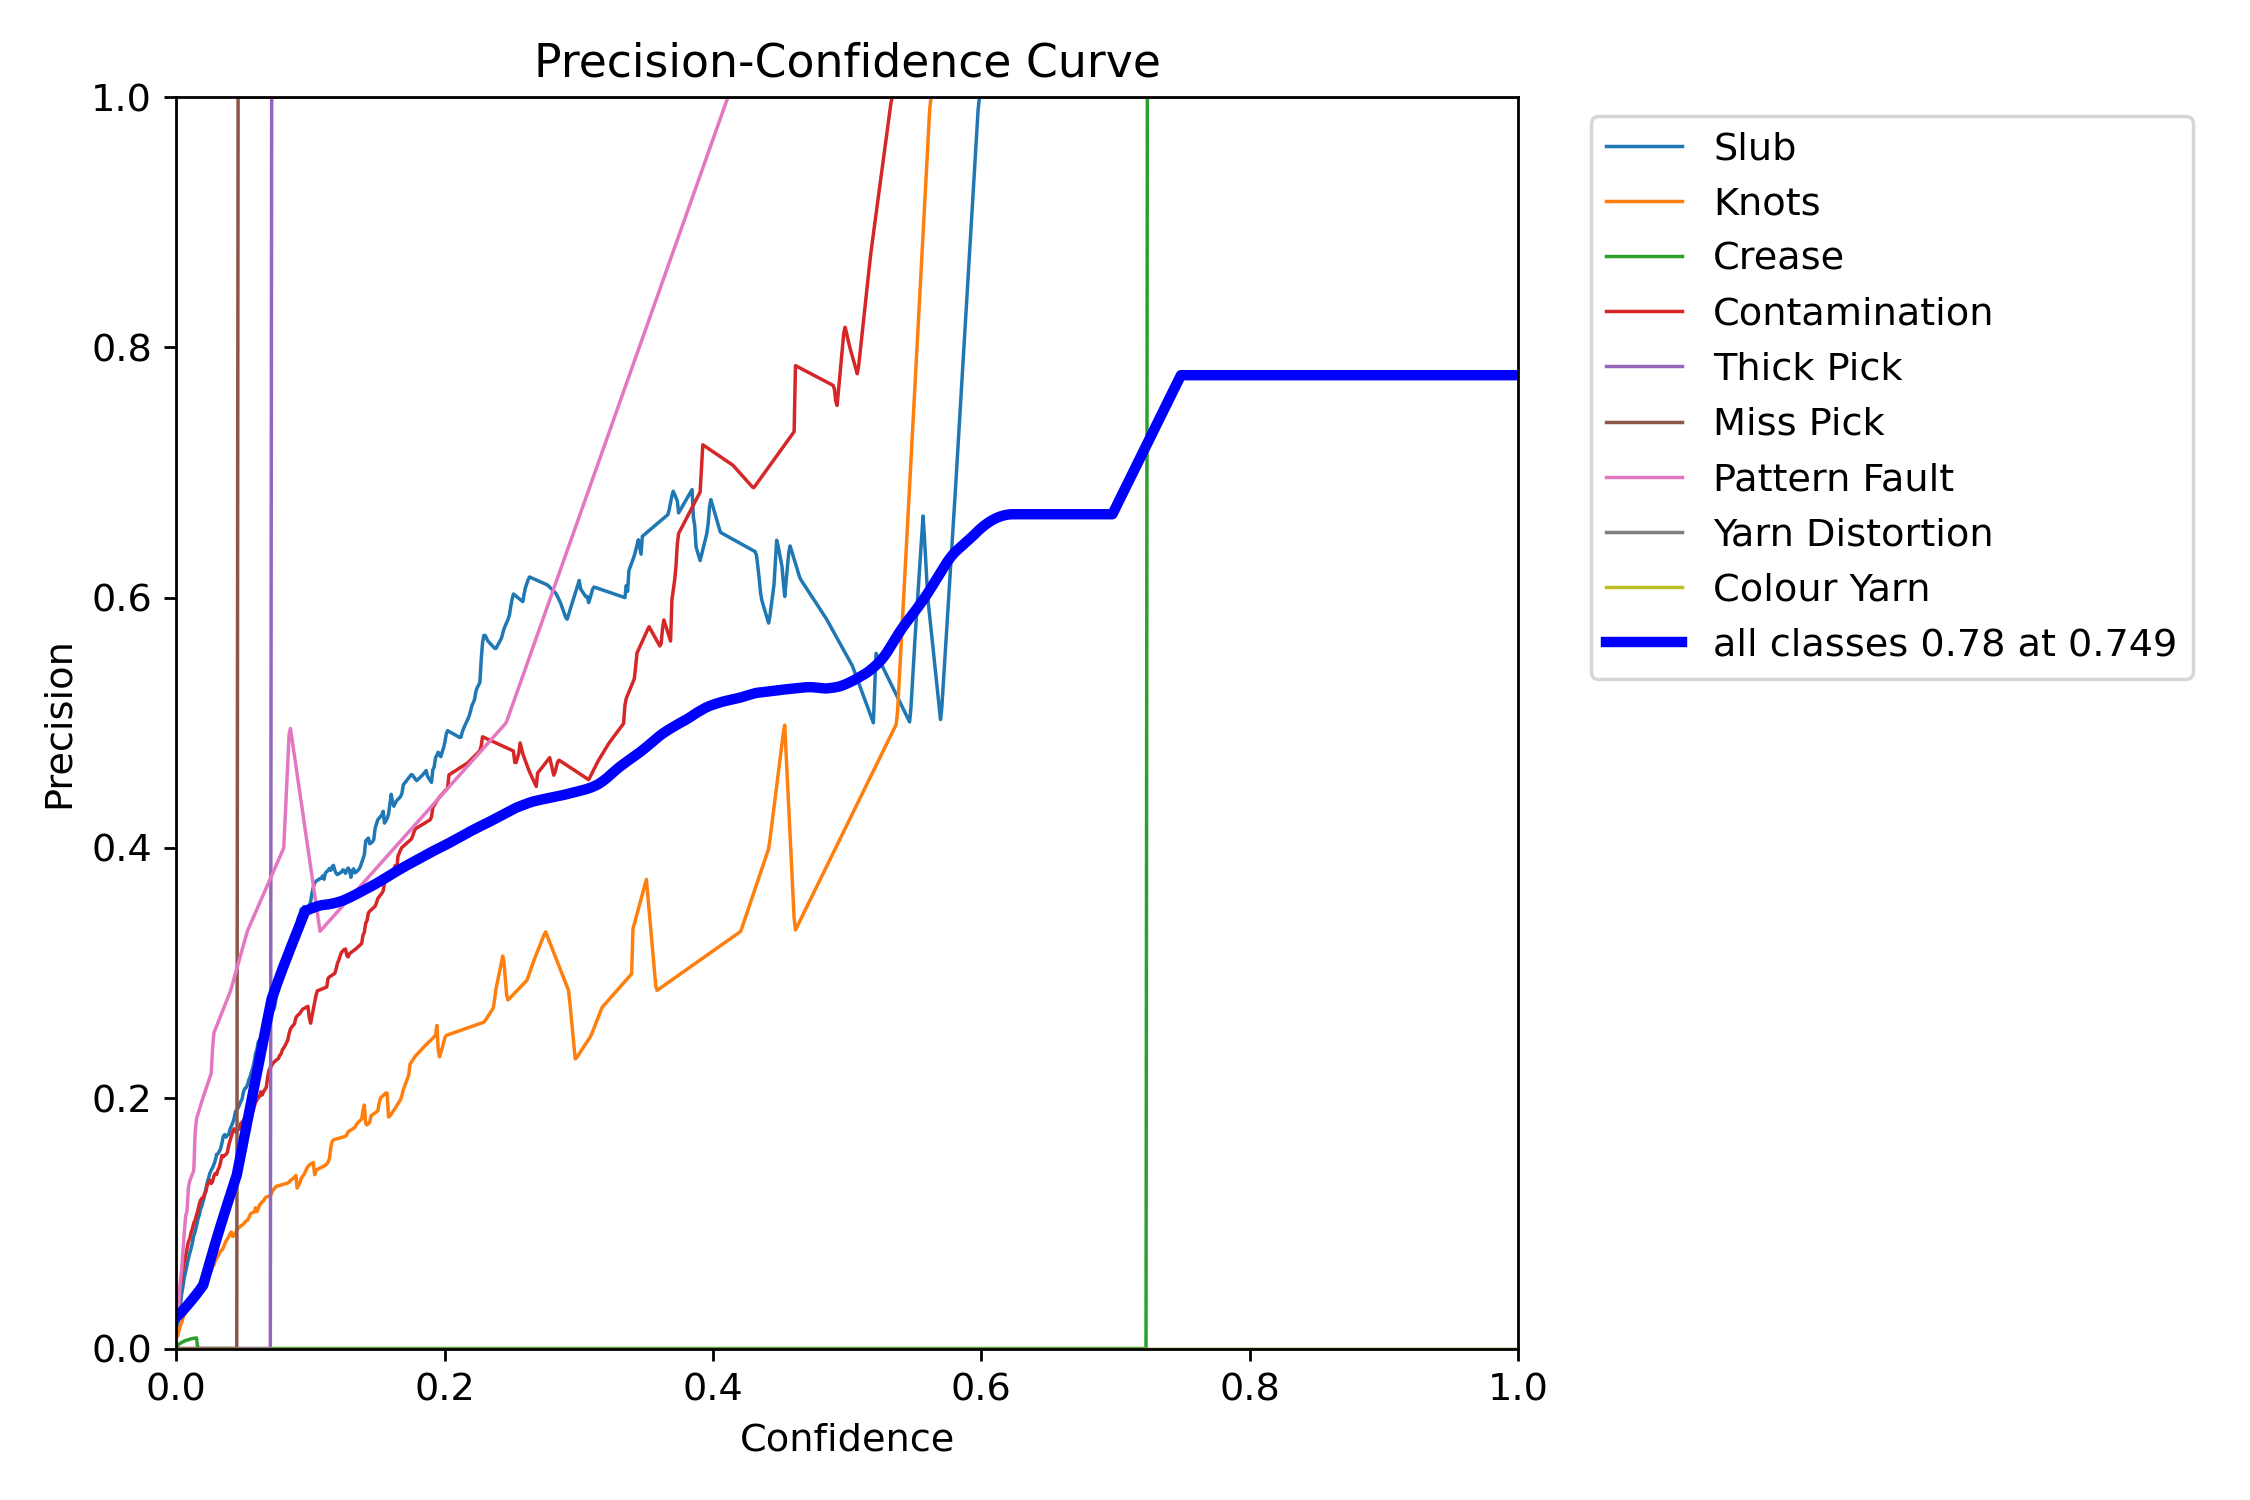 Precision-Confidence Curve
1.0
0.8
0.6
0.4
0.2
0.0
Precision
0.0 0.2 0.4 0.6 0.8 1.0
Confidence
Slub
Knots
Crease
Contamination
Thick Pick
Miss Pick
Pattern Fault
Yarn Distortion
Colour Yarn
all classes 0.78 at 0.749